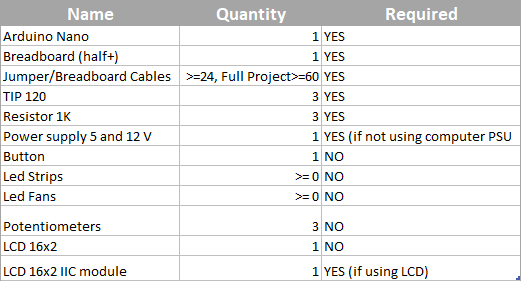 Name Quantity Required
Arduino Nano 1 YES
Breadboard (half+) 1 YES
Jumper/Breadboard Cables >=24, Full Project>=60 YES
TIP 120 3 YES
Resistor 1K 3 YES
Power supply 5 and 12 V 1 YES (if not using computer PSU
Button 1 NO
Led Strips >= 0 NO
Led Fans >= 0 NO
Potentiometers 3 NO
LCD 16x2 1 NO
LCD 16x2 IIC module 1 YES (if using LCD)